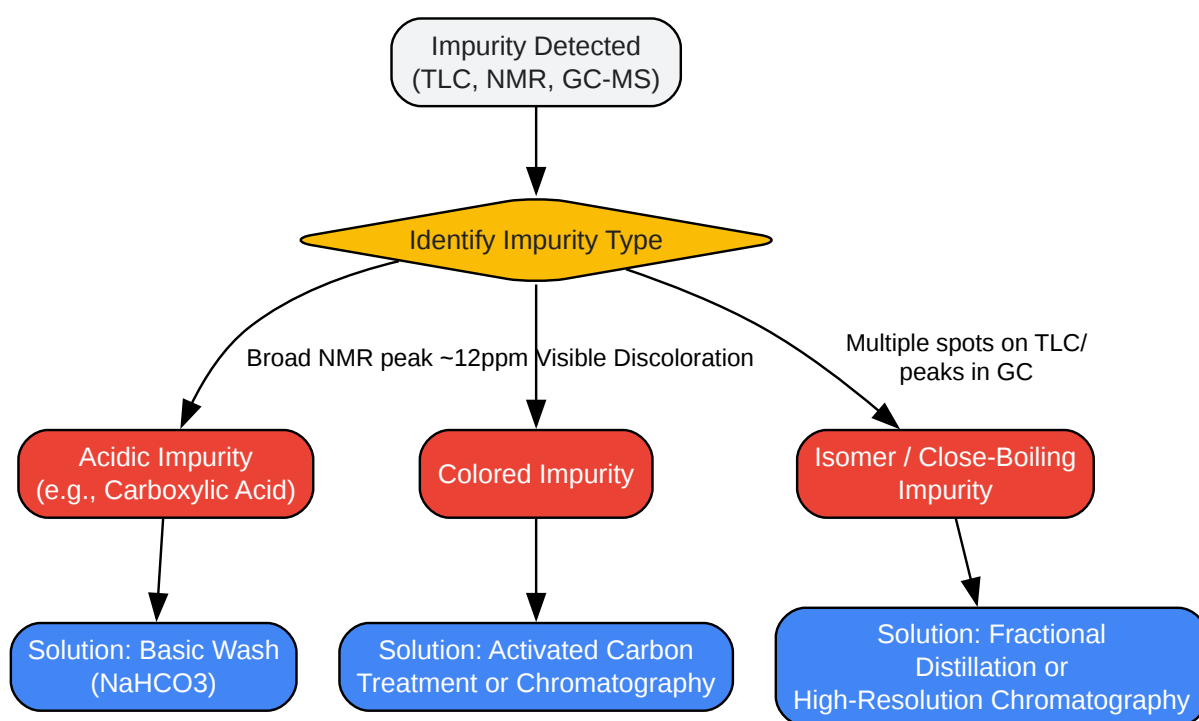 Impurity Detected
(TLC, NMR, GC-MS)
Identify Impurity Type
Broad NMR peak ~12ppm
Visible Discoloration
Multiple spots on TLC/
peaks in GC
Acidic Impurity
(e.g., Carboxylic Acid)
Colored Impurity
Isomer / Close-Boiling
Impurity
Solution: Basic Wash
(NaHCO3)
Solution: Activated Carbon
Treatment or Chromatography
Solution: Fractional
Distillation or
High-Resolution Chromatography